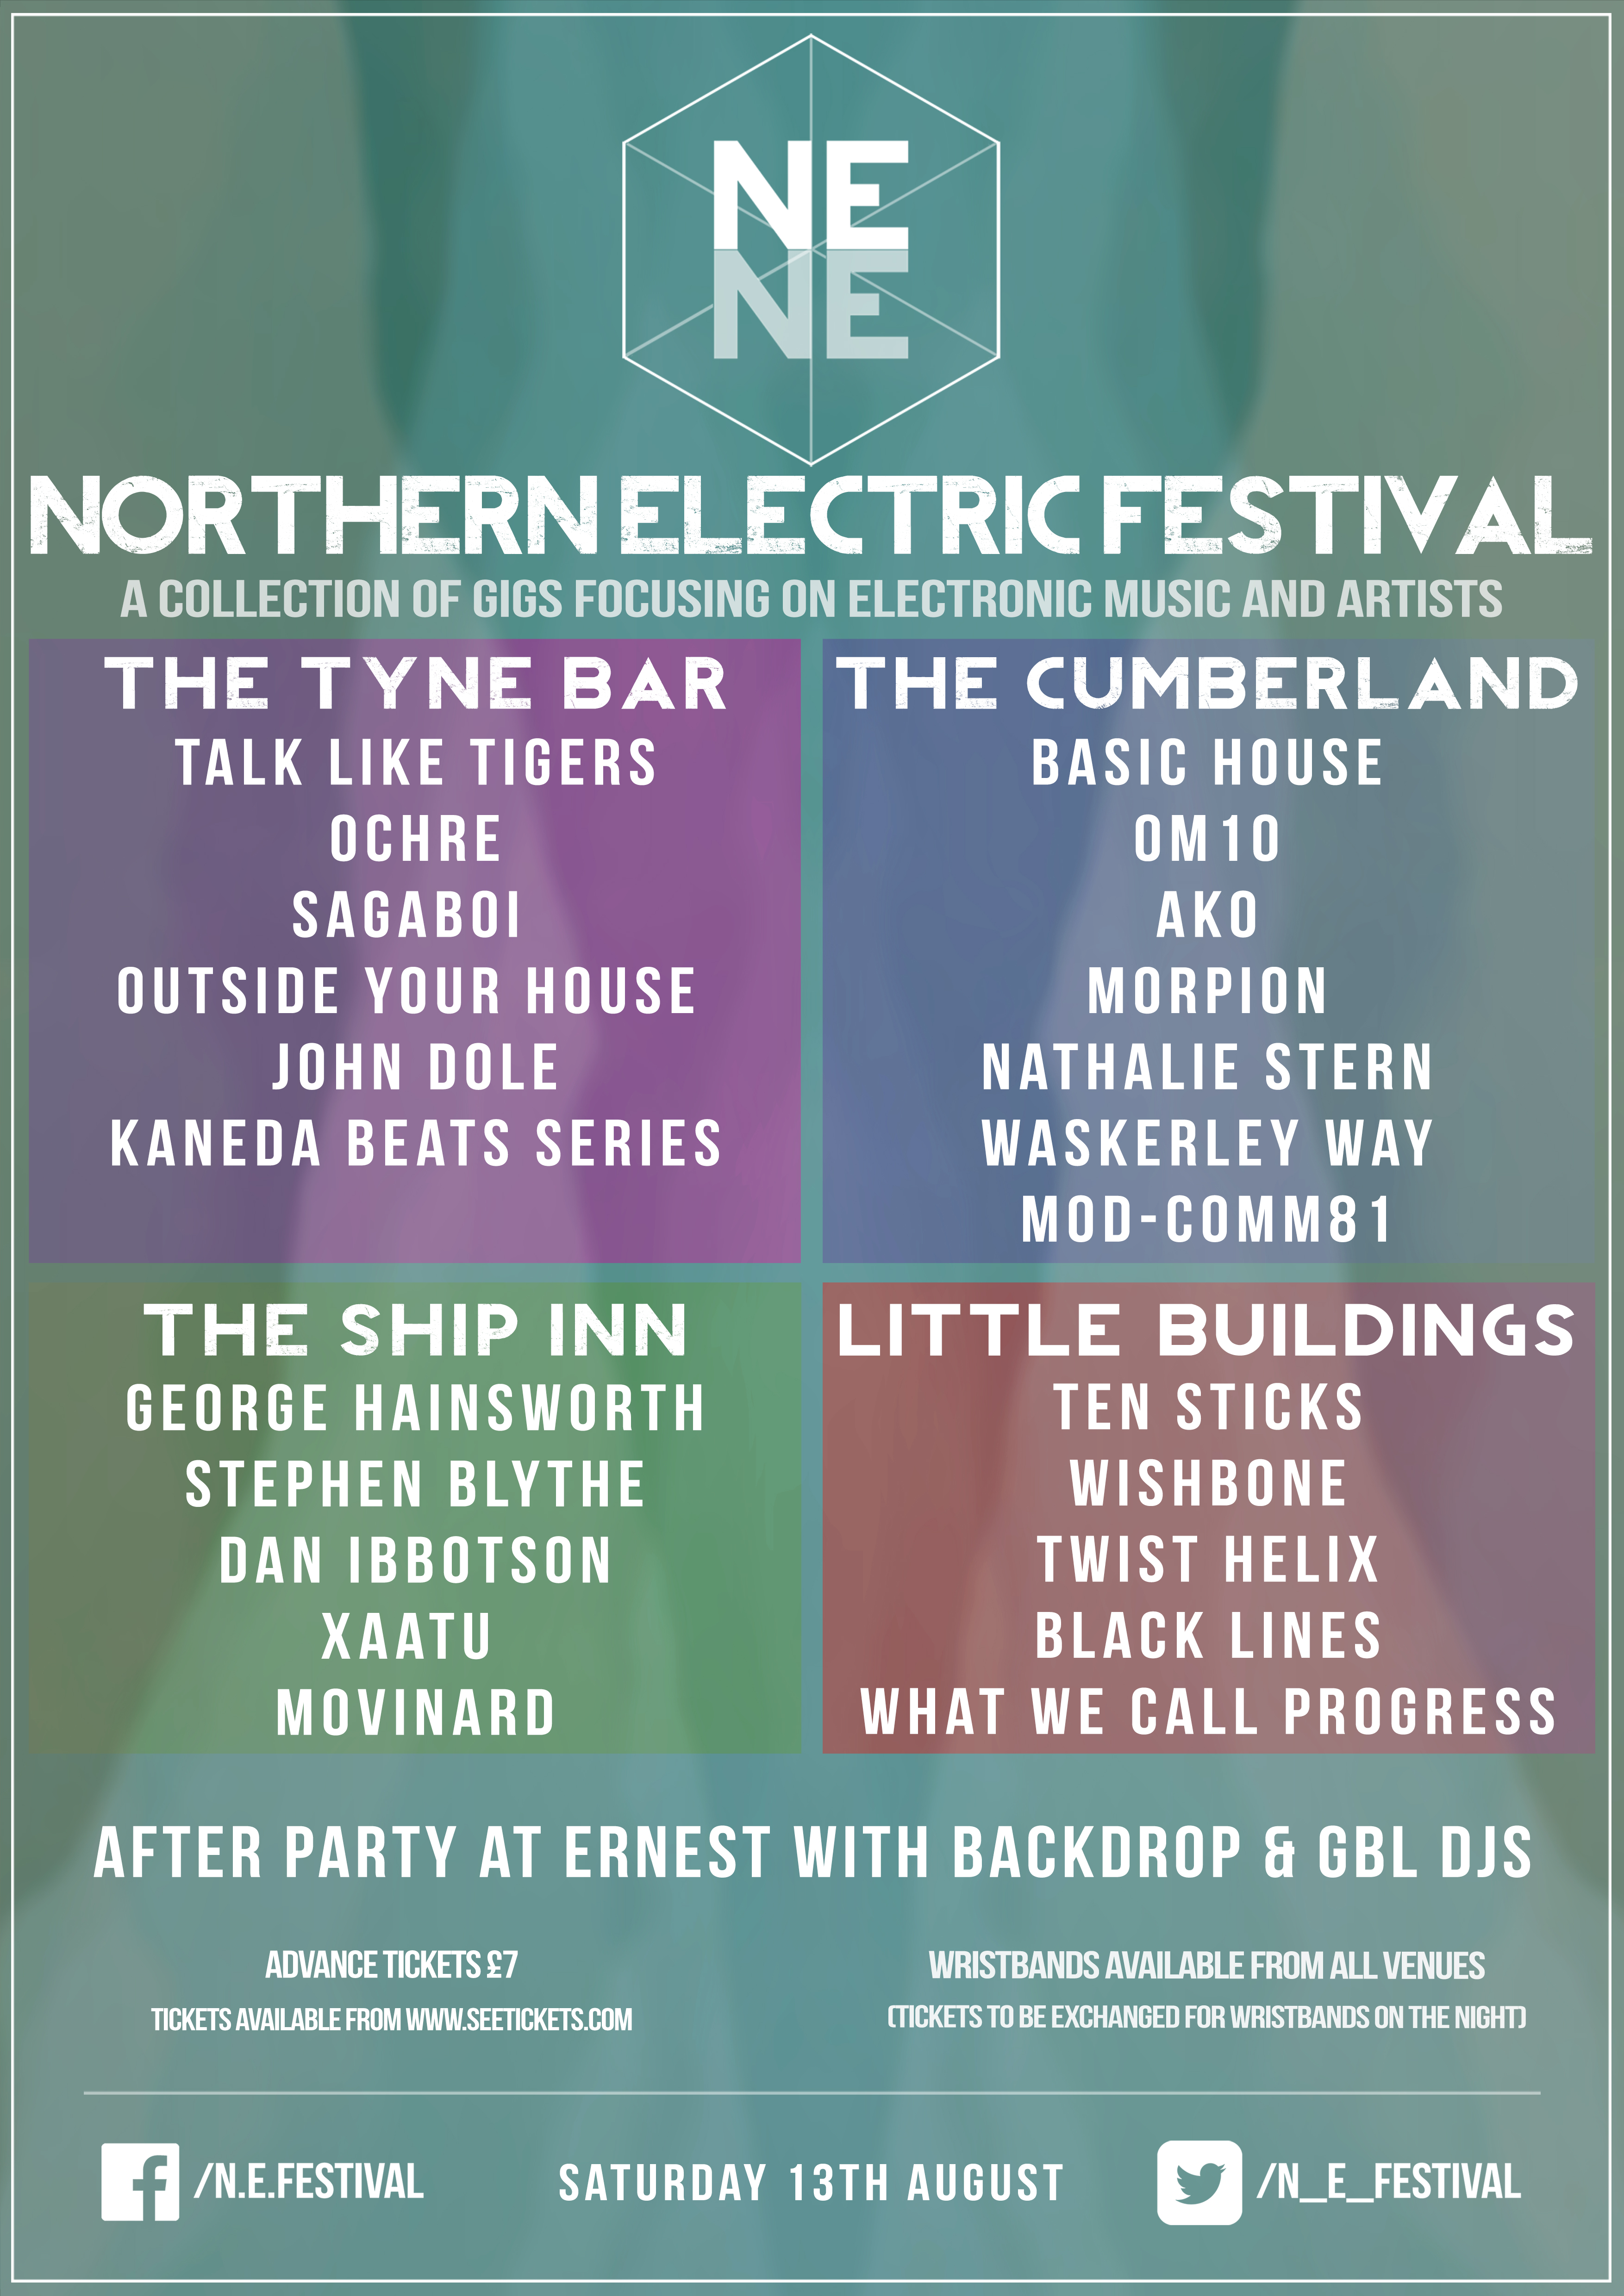 NE
NE
NORTHERN ELECTRIC FESTIVAL
A COLLECTION OF GIGS FOCUSING ON ELECTRONIC MUSIC AND ARTISTS
THE TYNE BAR
TALK LIKE TIGERS
OCHRE
SAGABOI
OUTSIDE YOUR HOUSE
JOHN DOLE
KANEDA BEATS SERIES
THE CUMBERLAND
BASIC HOUSE
OM10
AKO
MORPION
NATHALIE STERN
WASKERLEY WAY
MOD-COMM81
THE SHIP INN
GEORGE HAINSWORTH
STEPHEN BLYTHE
DAN IBBOTSON
XAATU
MOVINARD
LITTLE BUILDINGS
TEN STICKS
WISHBONE
TWIST HELIX
BLACK LINES
WHAT WE CALL PROGRESS
AFTER PARTY AT ERNEST WITH BACKDROP & GBL DJS
ADVANCE TICKETS £7
TICKETS AVAILABLE FROM WWW.SEETICKETS.COM
WRISTBANDS AVAILABLE FROM ALL VENUES
(TICKETS TO BE EXCHANGED FOR WRISTBANDS ON THE NIGHT)
/N.E.FESTIVAL
SATURDAY 13TH AUGUST
/N_E_FESTIVAL